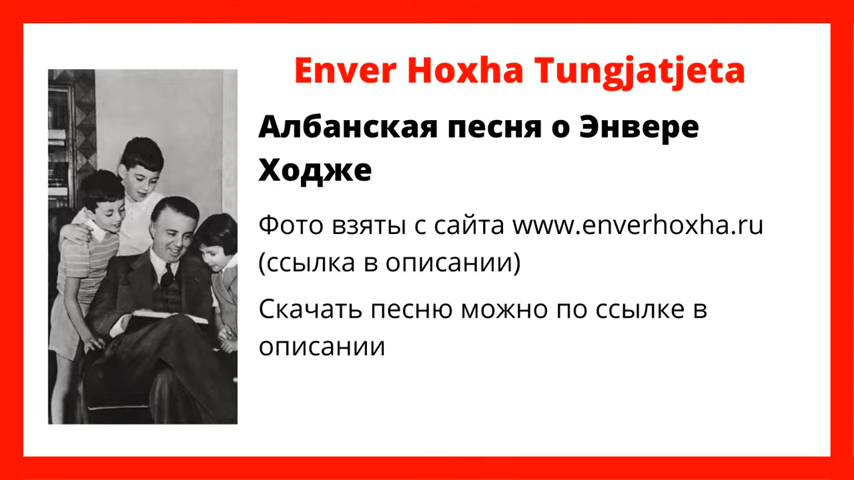 Enver Hoxha Tungjatjeta
Албанская песня о Энвере
Ходже
Фото взяты с сайта www.enverhoxha.ru
(ссылка в описании)
Скачать песню можно по ссылке в
описании